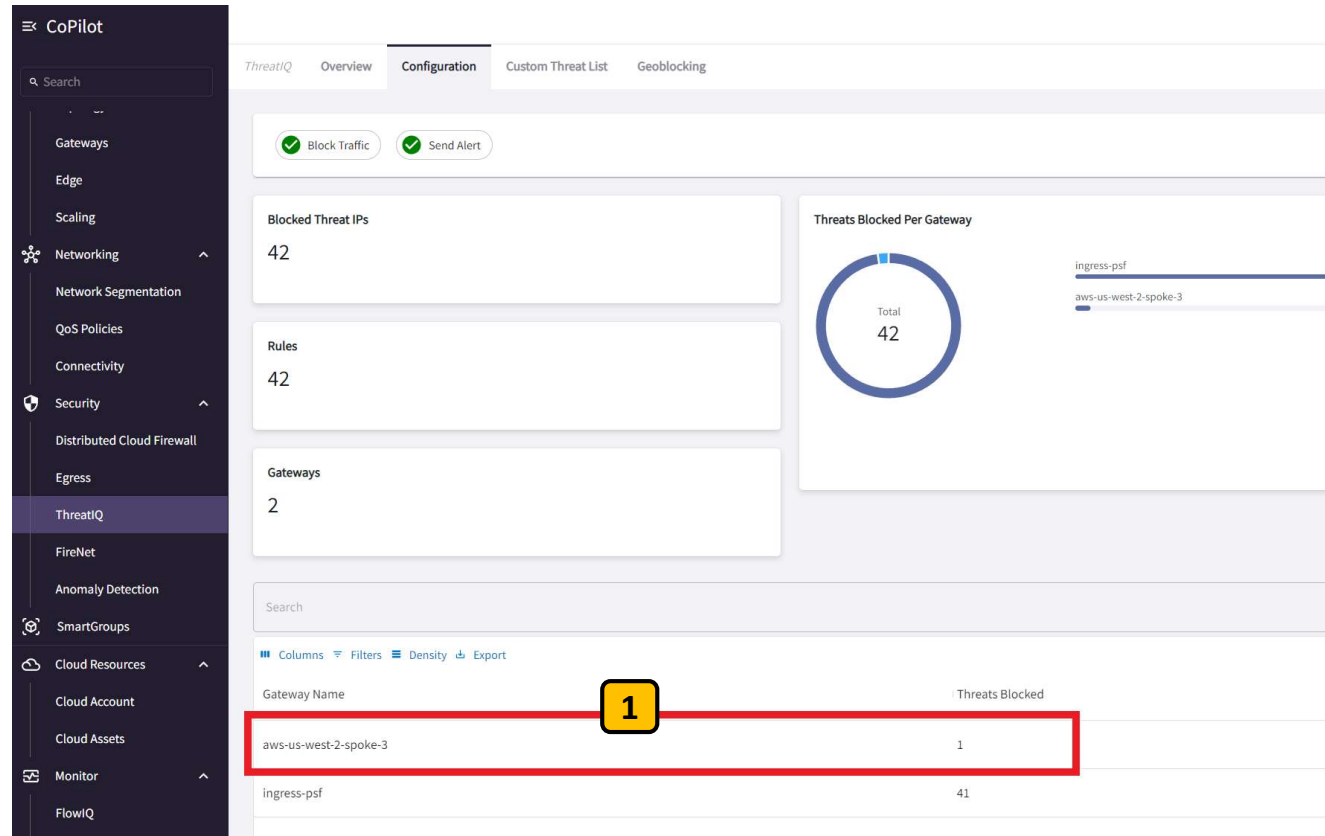 CoPilot
Search
Gateways
Edge
Scaling
Networking
Network Segmentation
QoS Policies
Connectivity
Security
Distributed Cloud Firewall
Egress
ThreatIQ
FireNet
Anomaly Detection
SmartGroups
Cloud Resources
Cloud Account
Cloud Assets
Monitor
FlowIQ
ThreatIQ Overview Configuration Custom Threat List Geoblocking
Block Traffic Send Alert
Blocked Threat IPs
42
Rules
42
Gateways
2
Threats Blocked Per Gateway
Total
42
ingress-psf
aws-us-west-2-spoke-3
Search
Columns Filters Density Export
Gateway Name Threats Blocked
1
aws-us-west-2-spoke-3 1
ingress-psf 41